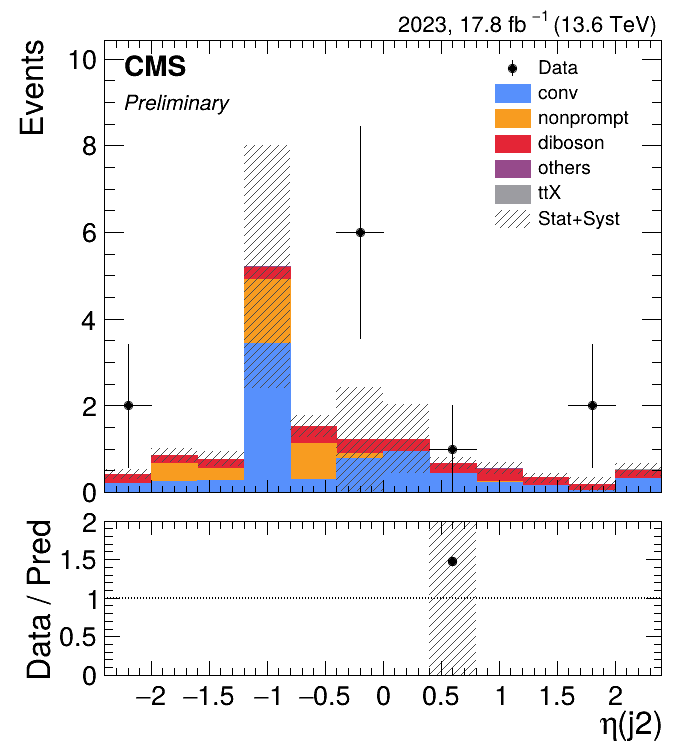 2023, 17.8 fb⁻¹ (13.6 TeV)
CMS
Preliminary
Events
10
8
6
4
2
0
Data
conv
nonprompt
diboson
others
ttX
Stat+Syst
Data / Pred
2
1.5
1
0.5
0
−2 −1.5 −1 −0.5 0 0.5 1 1.5 2
η(j2)